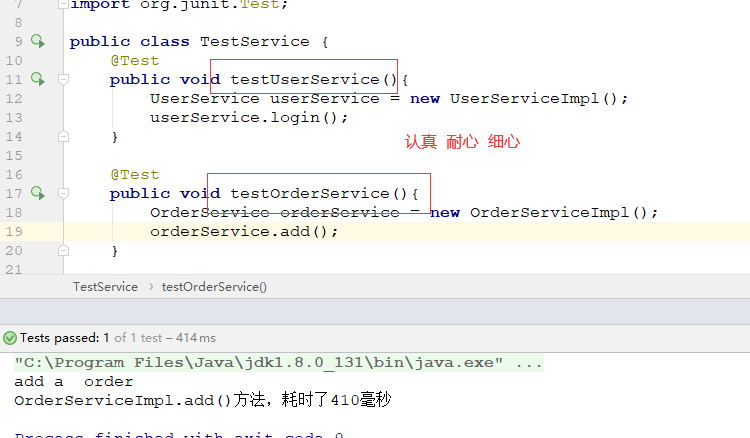 7 import org.junit.Test;
8
9 public class TestService {
10 @Test
11 public void testUserService(){
12 UserService userService = new UserServiceImpl();
13 userService.login();
14 }
认真 耐心 细心
15
16 @Test
17 public void testOrderService(){
18 OrderService orderService = new OrderServiceImpl();
19 orderService.add();
20 }
21
TestService › testOrderService()
Tests passed: 1 of 1 test – 414 ms
"C:\Program Files\Java\jdk1.8.0_131\bin\java.exe" ...
add a  order
OrderServiceImpl.add()方法，耗时了410毫秒
Process finished with exit code 0